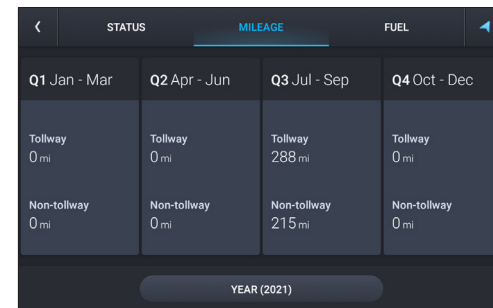 STATUS MILEAGE FUEL
Q1 Jan - Mar Q2 Apr - Jun Q3 Jul - Sep Q4 Oct - Dec
Tollway Tollway Tollway Tollway
0 mi 0 mi 288 mi 0 mi
Non-tollway Non-tollway Non-tollway Non-tollway
0 mi 0 mi 215 mi 0 mi
YEAR (2021)